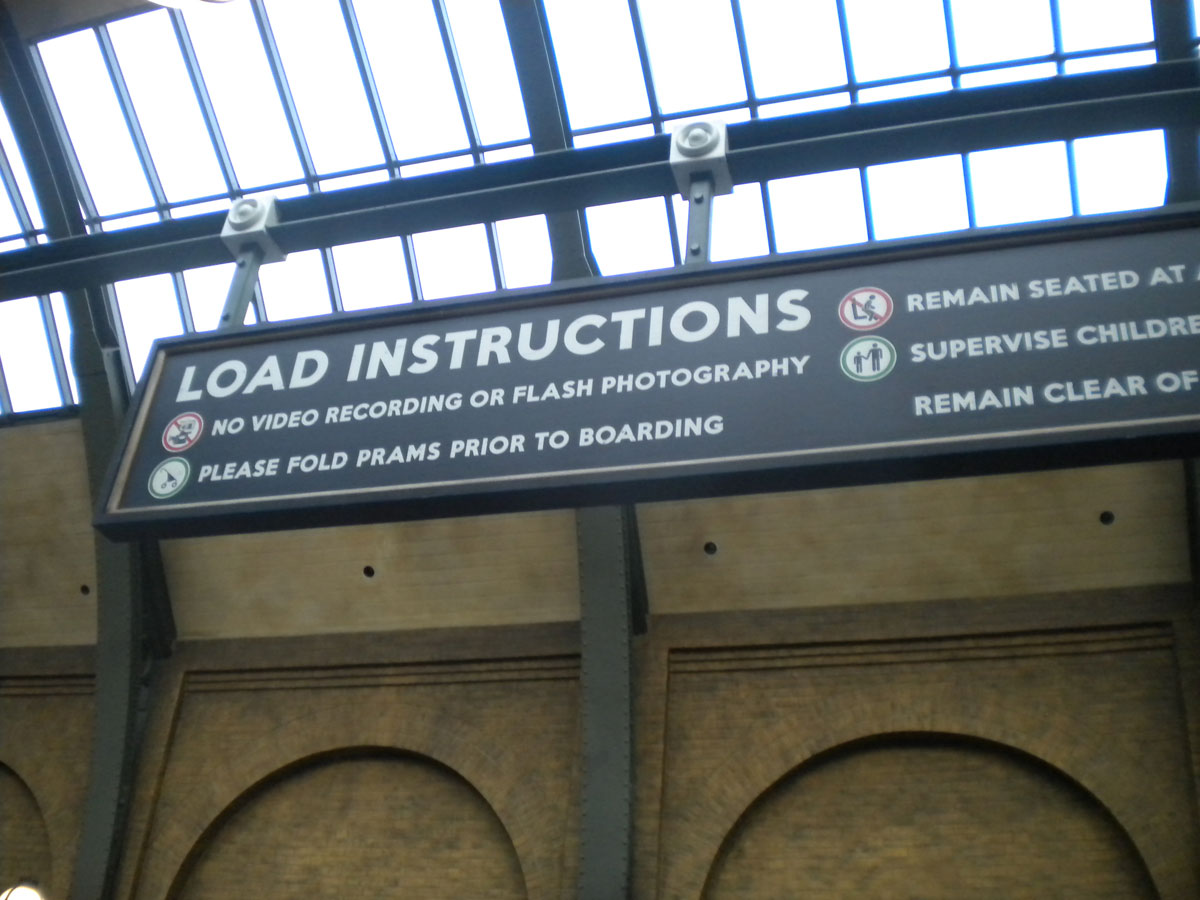 LOAD INSTRUCTIONS
NO VIDEO RECORDING OR FLASH PHOTOGRAPHY
PLEASE FOLD PRAMS PRIOR TO BOARDING
REMAIN SEATED AT
SUPERVISE
REMAIN CLEAR OF